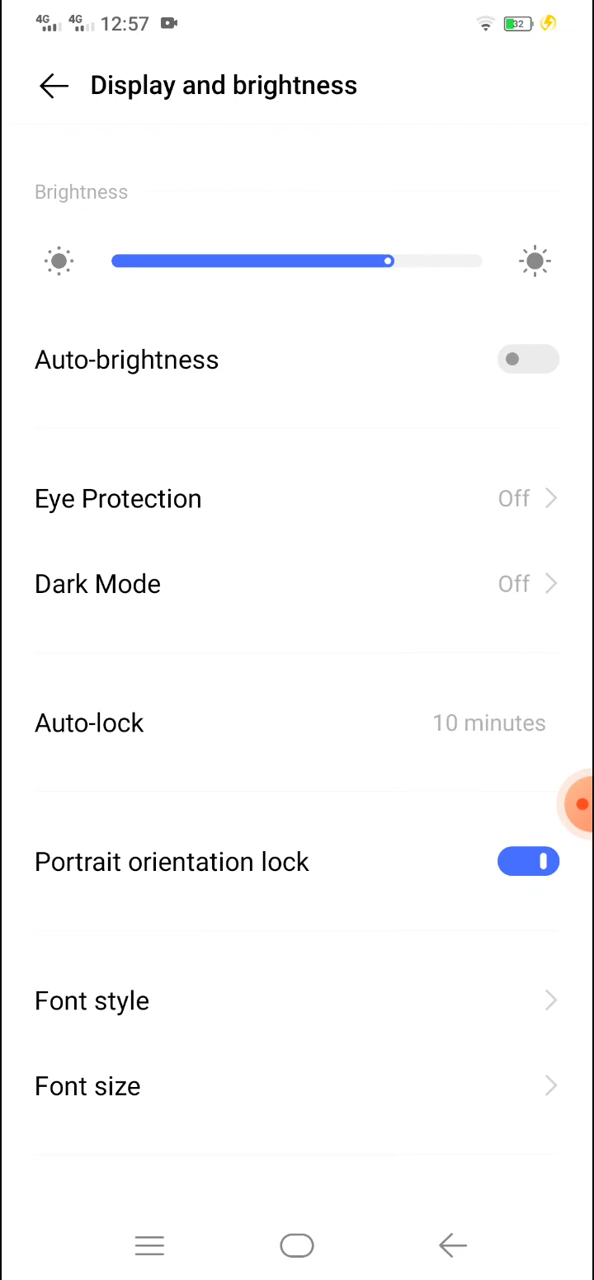 4G 4G 12:57 32
Display and brightness
Brightness
Auto-brightness
Eye Protection Off
Dark Mode Off
Auto-lock 10 minutes
Portrait orientation lock
Font style
Font size